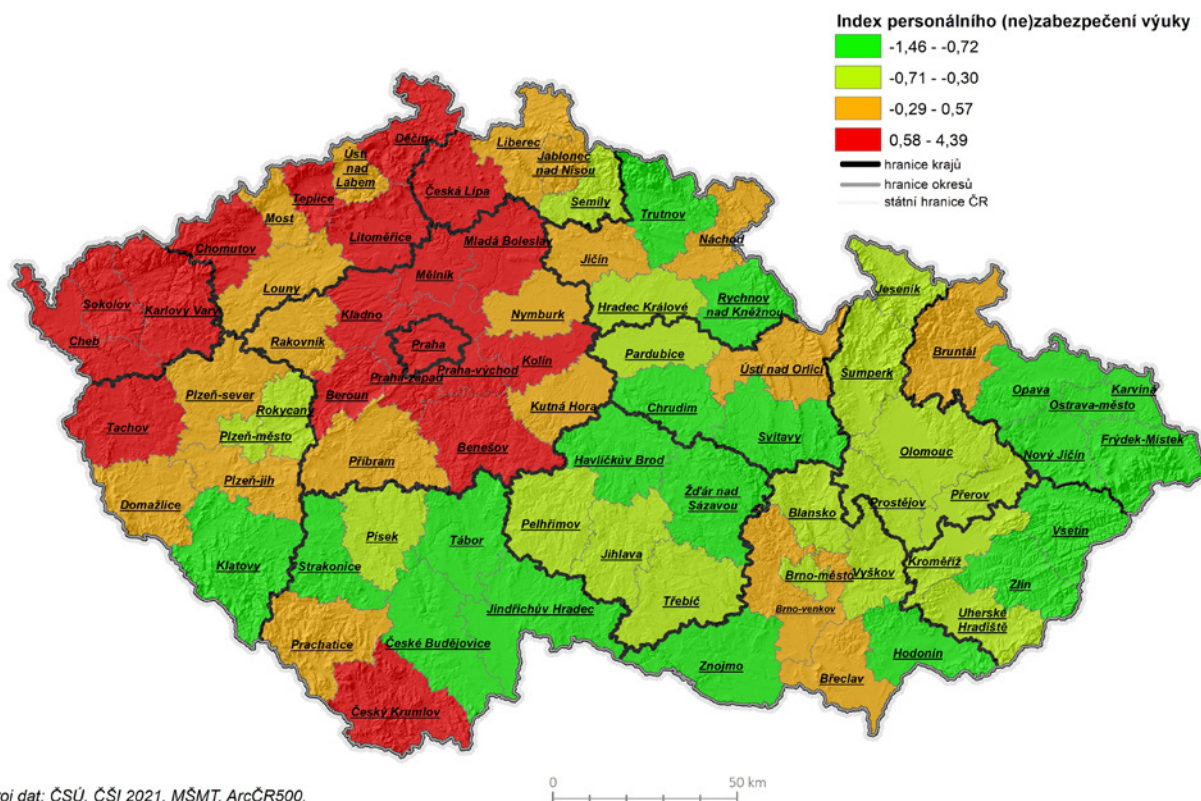 Index personálního (ne)zabezpečení výuky
-1,46 - -0,72
-0,71 - -0,30
-0,29 - 0,57
0,58 - 4,39
hranice krajů
hranice okresů
státní hranice ČR
Děčín
Liberec
Jablonec
nad Nisou
Ústí
nad
Labem
Česká Lípa
Teplice
Semily
Most
Trutnov
Litoměřice
Chomutov
Mladá Boleslav
Náchod
Jičín
Mělník
Louny
Jeseník
Sokolov
Karlovy Vary
Hradec Králové
Rychnov
nad Kněžnou
Kladno
Nymburk
Cheb
Rakovník
Praha
Bruntál
Kolín
Pardubice
Praha-východ
Praha-západ
Ústí nad Orlicí
Šumperk
Beroun
Plzeň-sever
Opava
Karviná
Rokycany
Kutná Hora
Chrudim
Ostrava-město
Tachov
Plzeň-město
Svitavy
Frýdek-Místek
Benešov
Olomouc
Nový Jičín
Příbram
Havlíčkův Brod
Plzeň-jih
Domažlice
Žďár nad
Sázavou
Přerov
Prostějov
Blansko
Pelhřimov
Vsetín
Písek
Tábor
Jihlava
Kroměříž
Klatovy
Strakonice
Brno-město
Vyškov
Zlín
Třebíč
Jindřichův Hradec
Brno-venkov
Uherské
Hradiště
Prachatice
České Budějovice
Hodonín
Znojmo
Břeclav
Český Krumlov
0 50 km
dat: ČSÚ, ČŠI 2021, MŠMT, ArcČR500.